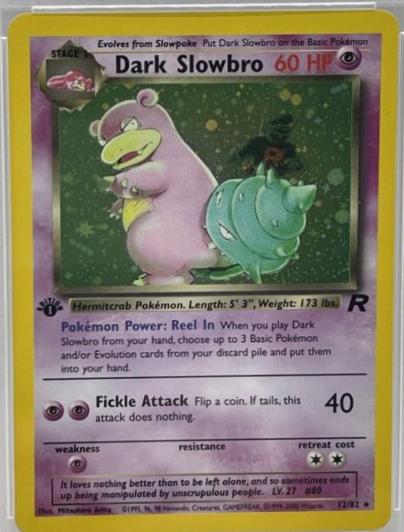 Evolves from Slowpoke Put Dark Slowbro on the Basic Pokémon
STAGE 1
Dark Slowbro 60 HP
R
EDITION
1
Hermitcrab Pokémon. Length: 5' 3", Weight: 173 lbs.
R
Pokémon Power: Reel In When you play Dark
Slowbro from your hand, choose up to 3 Basic Pokémon
and/or Evolution cards from your discard pile and put them
into your hand.
Fickle Attack Flip a coin. If tails, this
attack does nothing.
40
weakness
resistance
retreat cost
It loves nothing better than to be left alone, and so sometimes ends
up being manipulated by unscrupulous people. LV. 27 #80
Illus. Mitsuhiro Arita ©1995, 96, 98 Nintendo, Creatures, GAMEFREAK. ©1999-2000 Wizards. 12/82 ★